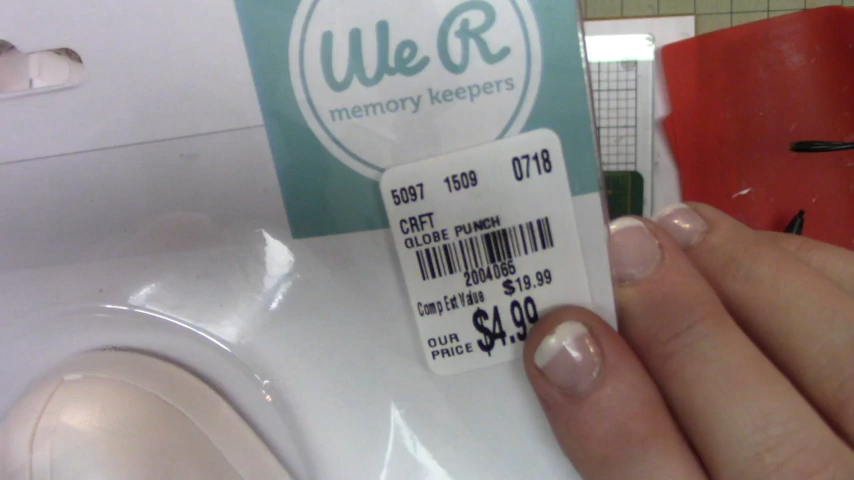 We R
memory keepers
5097 1509 0718
CRFT
GLOBE PUNCH
2004065
Comp Est Value $19.99
OUR PRICE $4.99